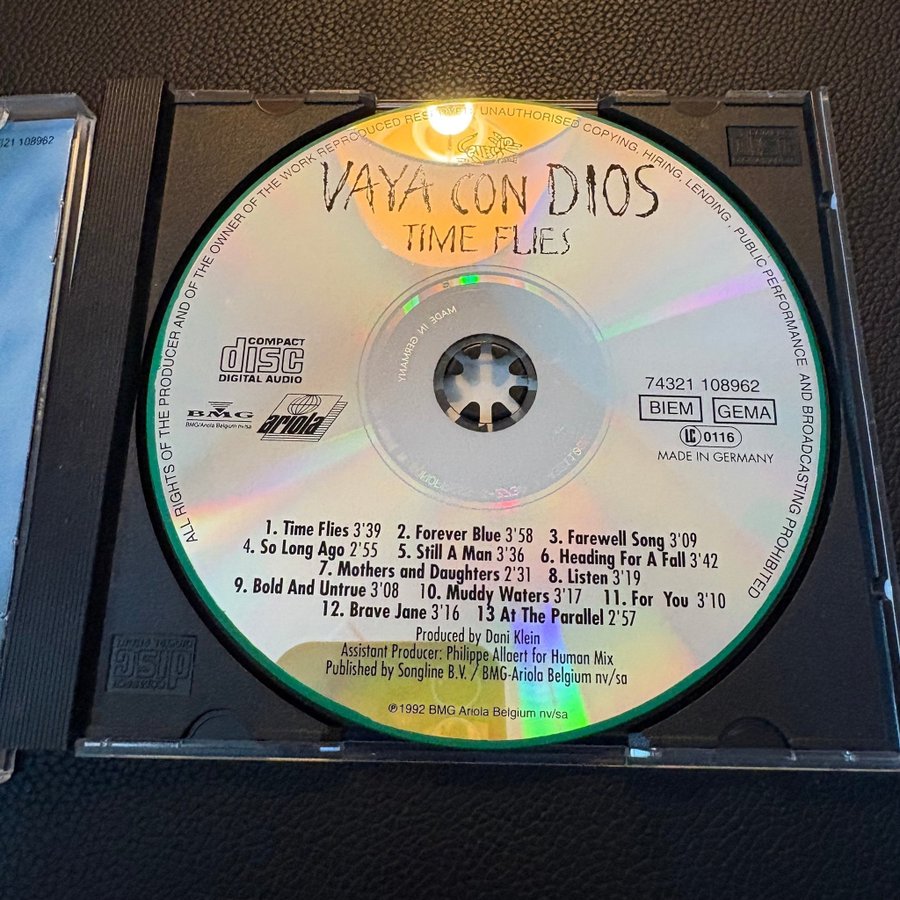 321 108962
ALL RIGHTS OF THE PRODUCER AND OF THE OWNER OF THE WORK REPRODUCED UNAUTHORISED COPYING, HIRING, LENDING, PUBLIC PERFORMANCE AND BROADCASTING PROHIBITED
VAYA CON DIOS
TIME FLIES
MADE IN GERMANY
COMPACT
disc
DIGITAL AUDIO
BMG
BMG/Ariola Belgium nv/sa
ariola
74321 108962
BIEM GEMA
LC 0116
MADE IN GERMANY
1. Time Flies 3'39 2. Forever Blue 3'58 3. Farewell Song 3'09
4. So Long Ago 2'55 5. Still A Man 3'36 6. Heading For A Fall 3'42
7. Mothers and Daughters 2'31 8. Listen 3'19
9. Bold And Untrue 3'08 10. Muddy Waters 3'17 11. For You 3'10
12. Brave Jane 3'16 13 At The Parallel 2'57
Produced by Dani Klein
Assistant Producer: Philippe Allaert for Human Mix
Published by Songline B.V. / BMG-Ariola Belgium nv/sa
℗ 1992 BMG Ariola Belgium nv/sa
COMPACT
disc
DIGITAL AUDIO